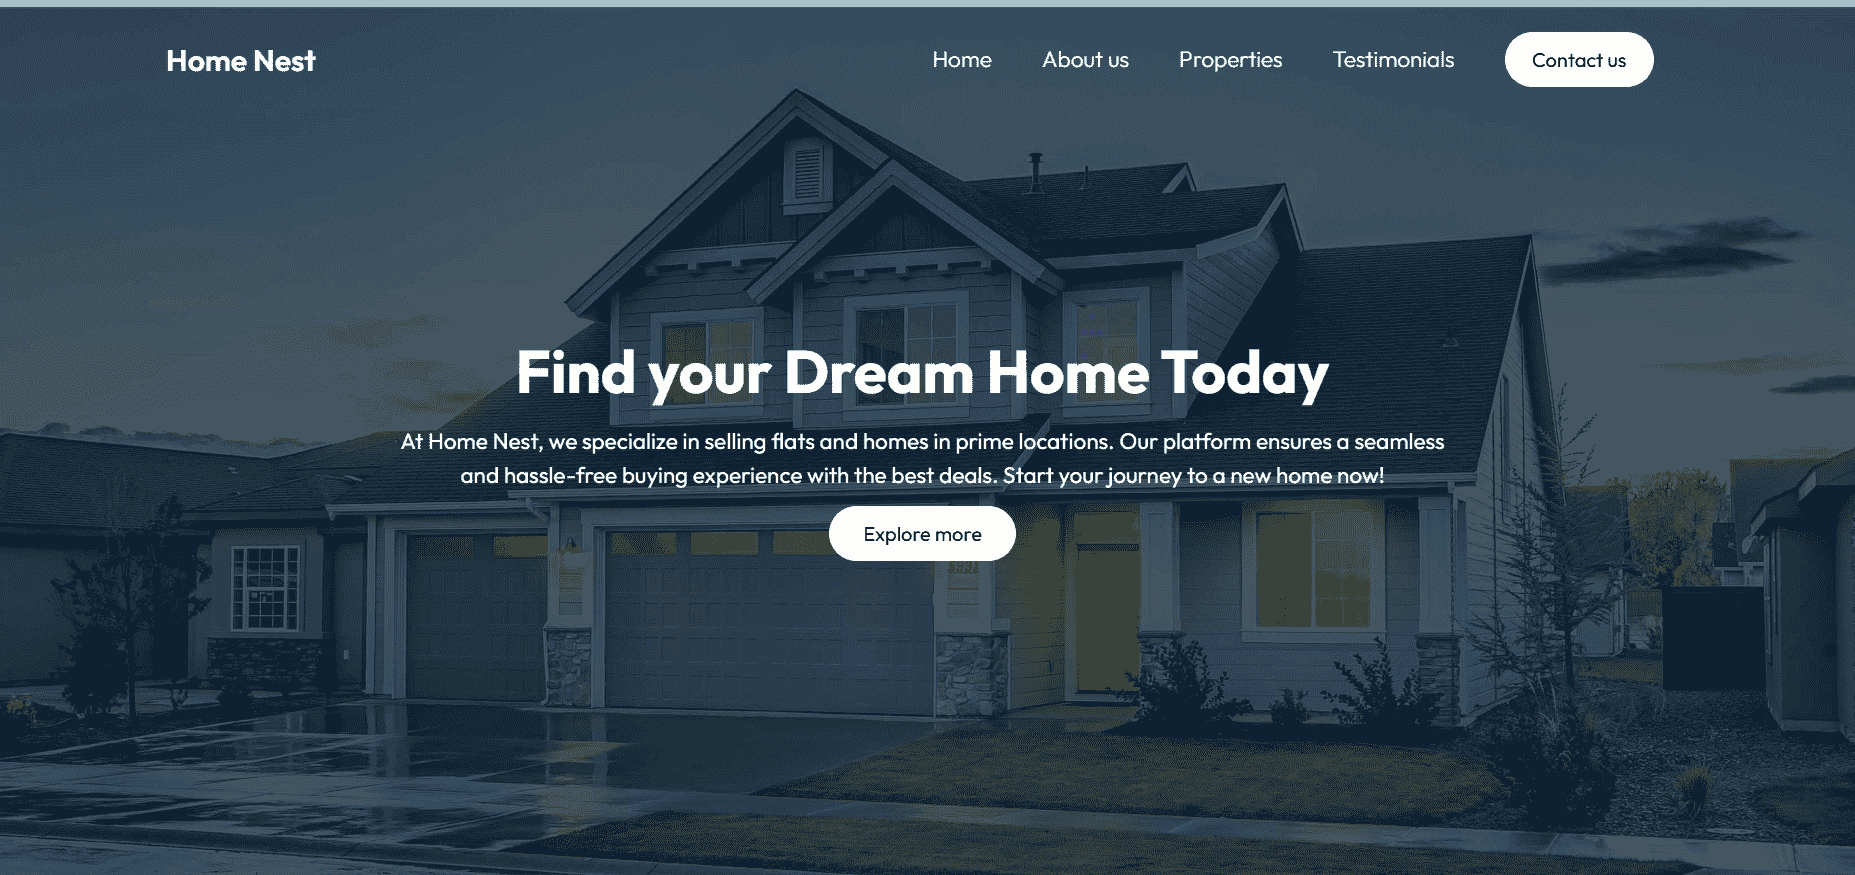 Home Nest
Home
About us
Properties
Testimonials
Contact us
Find your Dream Home Today
At Home Nest, we specialize in selling flats and homes in prime locations. Our platform ensures a seamless
and hassle-free buying experience with the best deals. Start your journey to a new home now!
Explore more